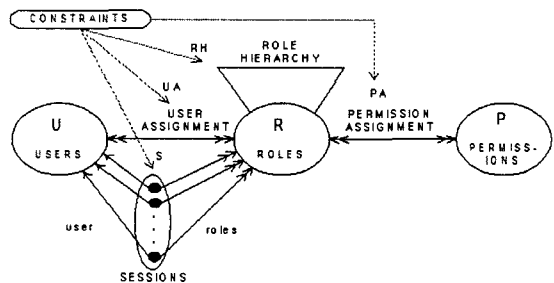 CONSTRAINTS
RH
ROLE
HIERARCHY
UA
PA
U
USERS
USER
ASSIGNMENT
R
ROLES
PERMISSION
ASSIGNMENT
P
PERMISS-
IONS
S
user
roles
SESSIONS